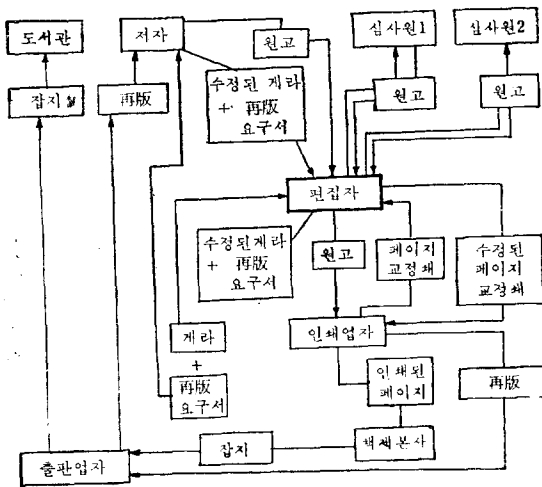 도서관
저자
원고
심사원1
심사원2
잡지
再版
수정된 게라
+ 再版
요구서
원고
원고
편집자
수정된게라
+ 再版
요구서
원고
페이지
교정쇄
수정된
페이지
교정쇄
게라
+
再版
요구서
인쇄업자
인쇄된
페이지
再版
잡지
책세본사
출판업자